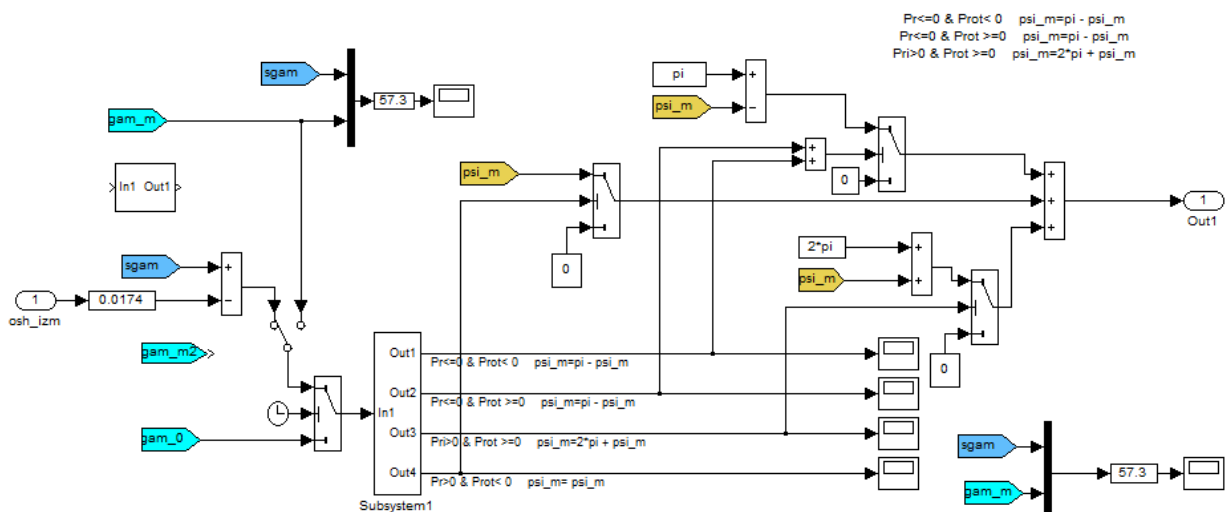 Pr<=0 & Prot< 0 psi_m=pi - psi_m
Pr<=0 & Prot >=0 psi_m=pi - psi_m
Pri>0 & Prot >=0 psi_m=2*pi + psi_m
sgam
57.3
gam_m
pi
psi_m
+
−
In1 Out1
psi_m
+
+
0
0
+
+
+
1
Out1
sgam
+
−
2*pi
psi_m
+
+
1
osh_izm
0.0174
gam_m2
0
gam_0
In1
Out1
Out2
Out3
Out4
Subsystem1
Pr<=0 & Prot< 0 psi_m=pi - psi_m
Pr<=0 & Prot >=0 psi_m=pi - psi_m
Pri>0 & Prot >=0 psi_m=2*pi + psi_m
Pr>0 & Prot< 0 psi_m= psi_m
sgam
gam_m
57.3